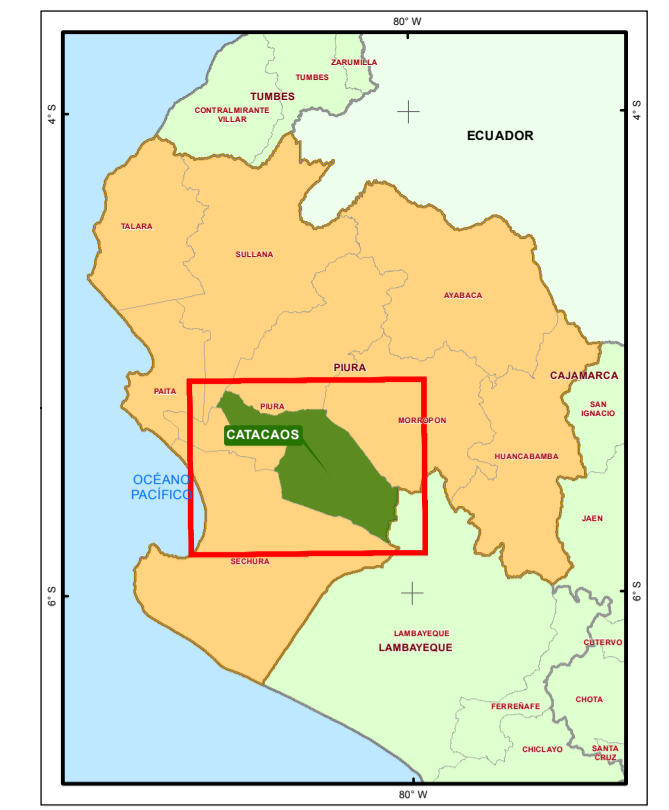 80° W
ZARUMILLA
TUMBES
TUMBES
CONTRALMIRANTE
VILLAR
4° S
4° S
ECUADOR
TALARA
SULLANA
AYABACA
PIURA
CAJAMARCA
PAITA
PIURA
SAN
IGNACIO
MORROPON
CATACAOS
HUANCABAMBA
OCÉANO
PACÍFICO
JAEN
SECHURA
6° S
6° S
LAMBAYEQUE
LAMBAYEQUE
CUTERVO
CHOTA
FERREÑAFE
CHICLAYO
SANTA
CRUZ
80° W